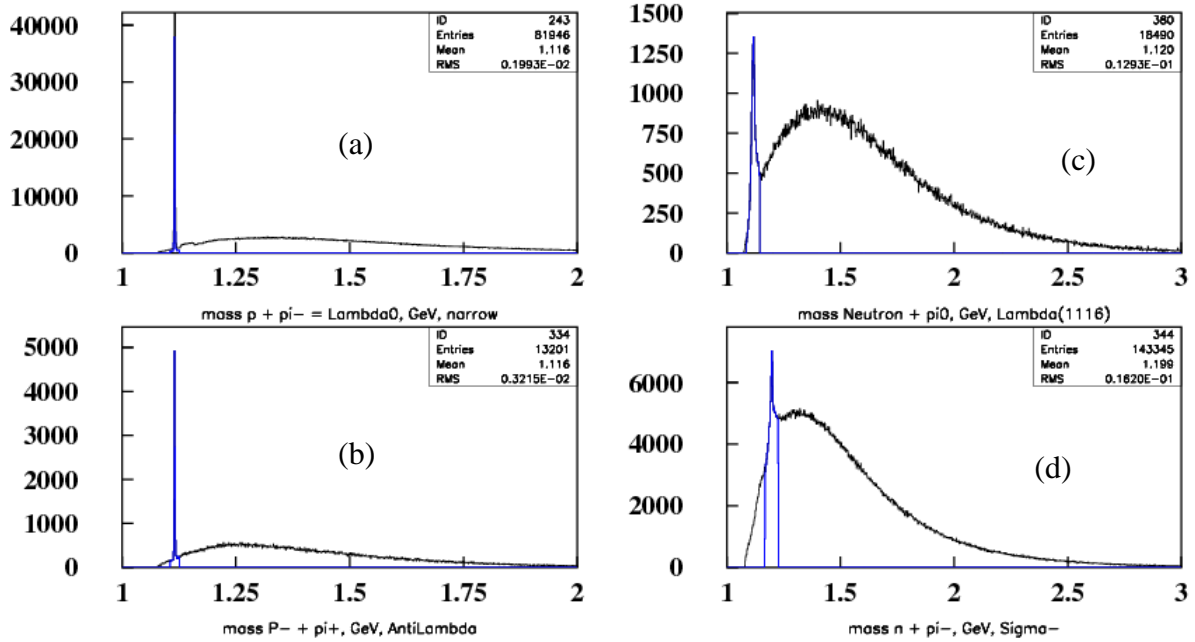 40000
30000
20000
10000
0
ID 243
Entries 81946
Mean 1.116
RMS 0.1993E-02
(a)
1 1.25 1.5 1.75 2
mass p + pi- = Lambda0, GeV, narrow
1500
1250
1000
750
500
250
0
ID 380
Entries 18490
Mean 1.120
RMS 0.1293E-01
(c)
1 1.5 2 2.5 3
mass Neutron + pi0, GeV, Lambda(1116)
5000
4000
3000
2000
1000
0
ID 334
Entries 13201
Mean 1.116
RMS 0.3215E-02
(b)
1 1.25 1.5 1.75 2
mass P- + pi+, GeV, AntiLambda
6000
4000
2000
0
ID 344
Entries 143345
Mean 1.199
RMS 0.1620E-01
(d)
1 1.5 2 2.5 3
mass n + pi-, GeV, Sigma-